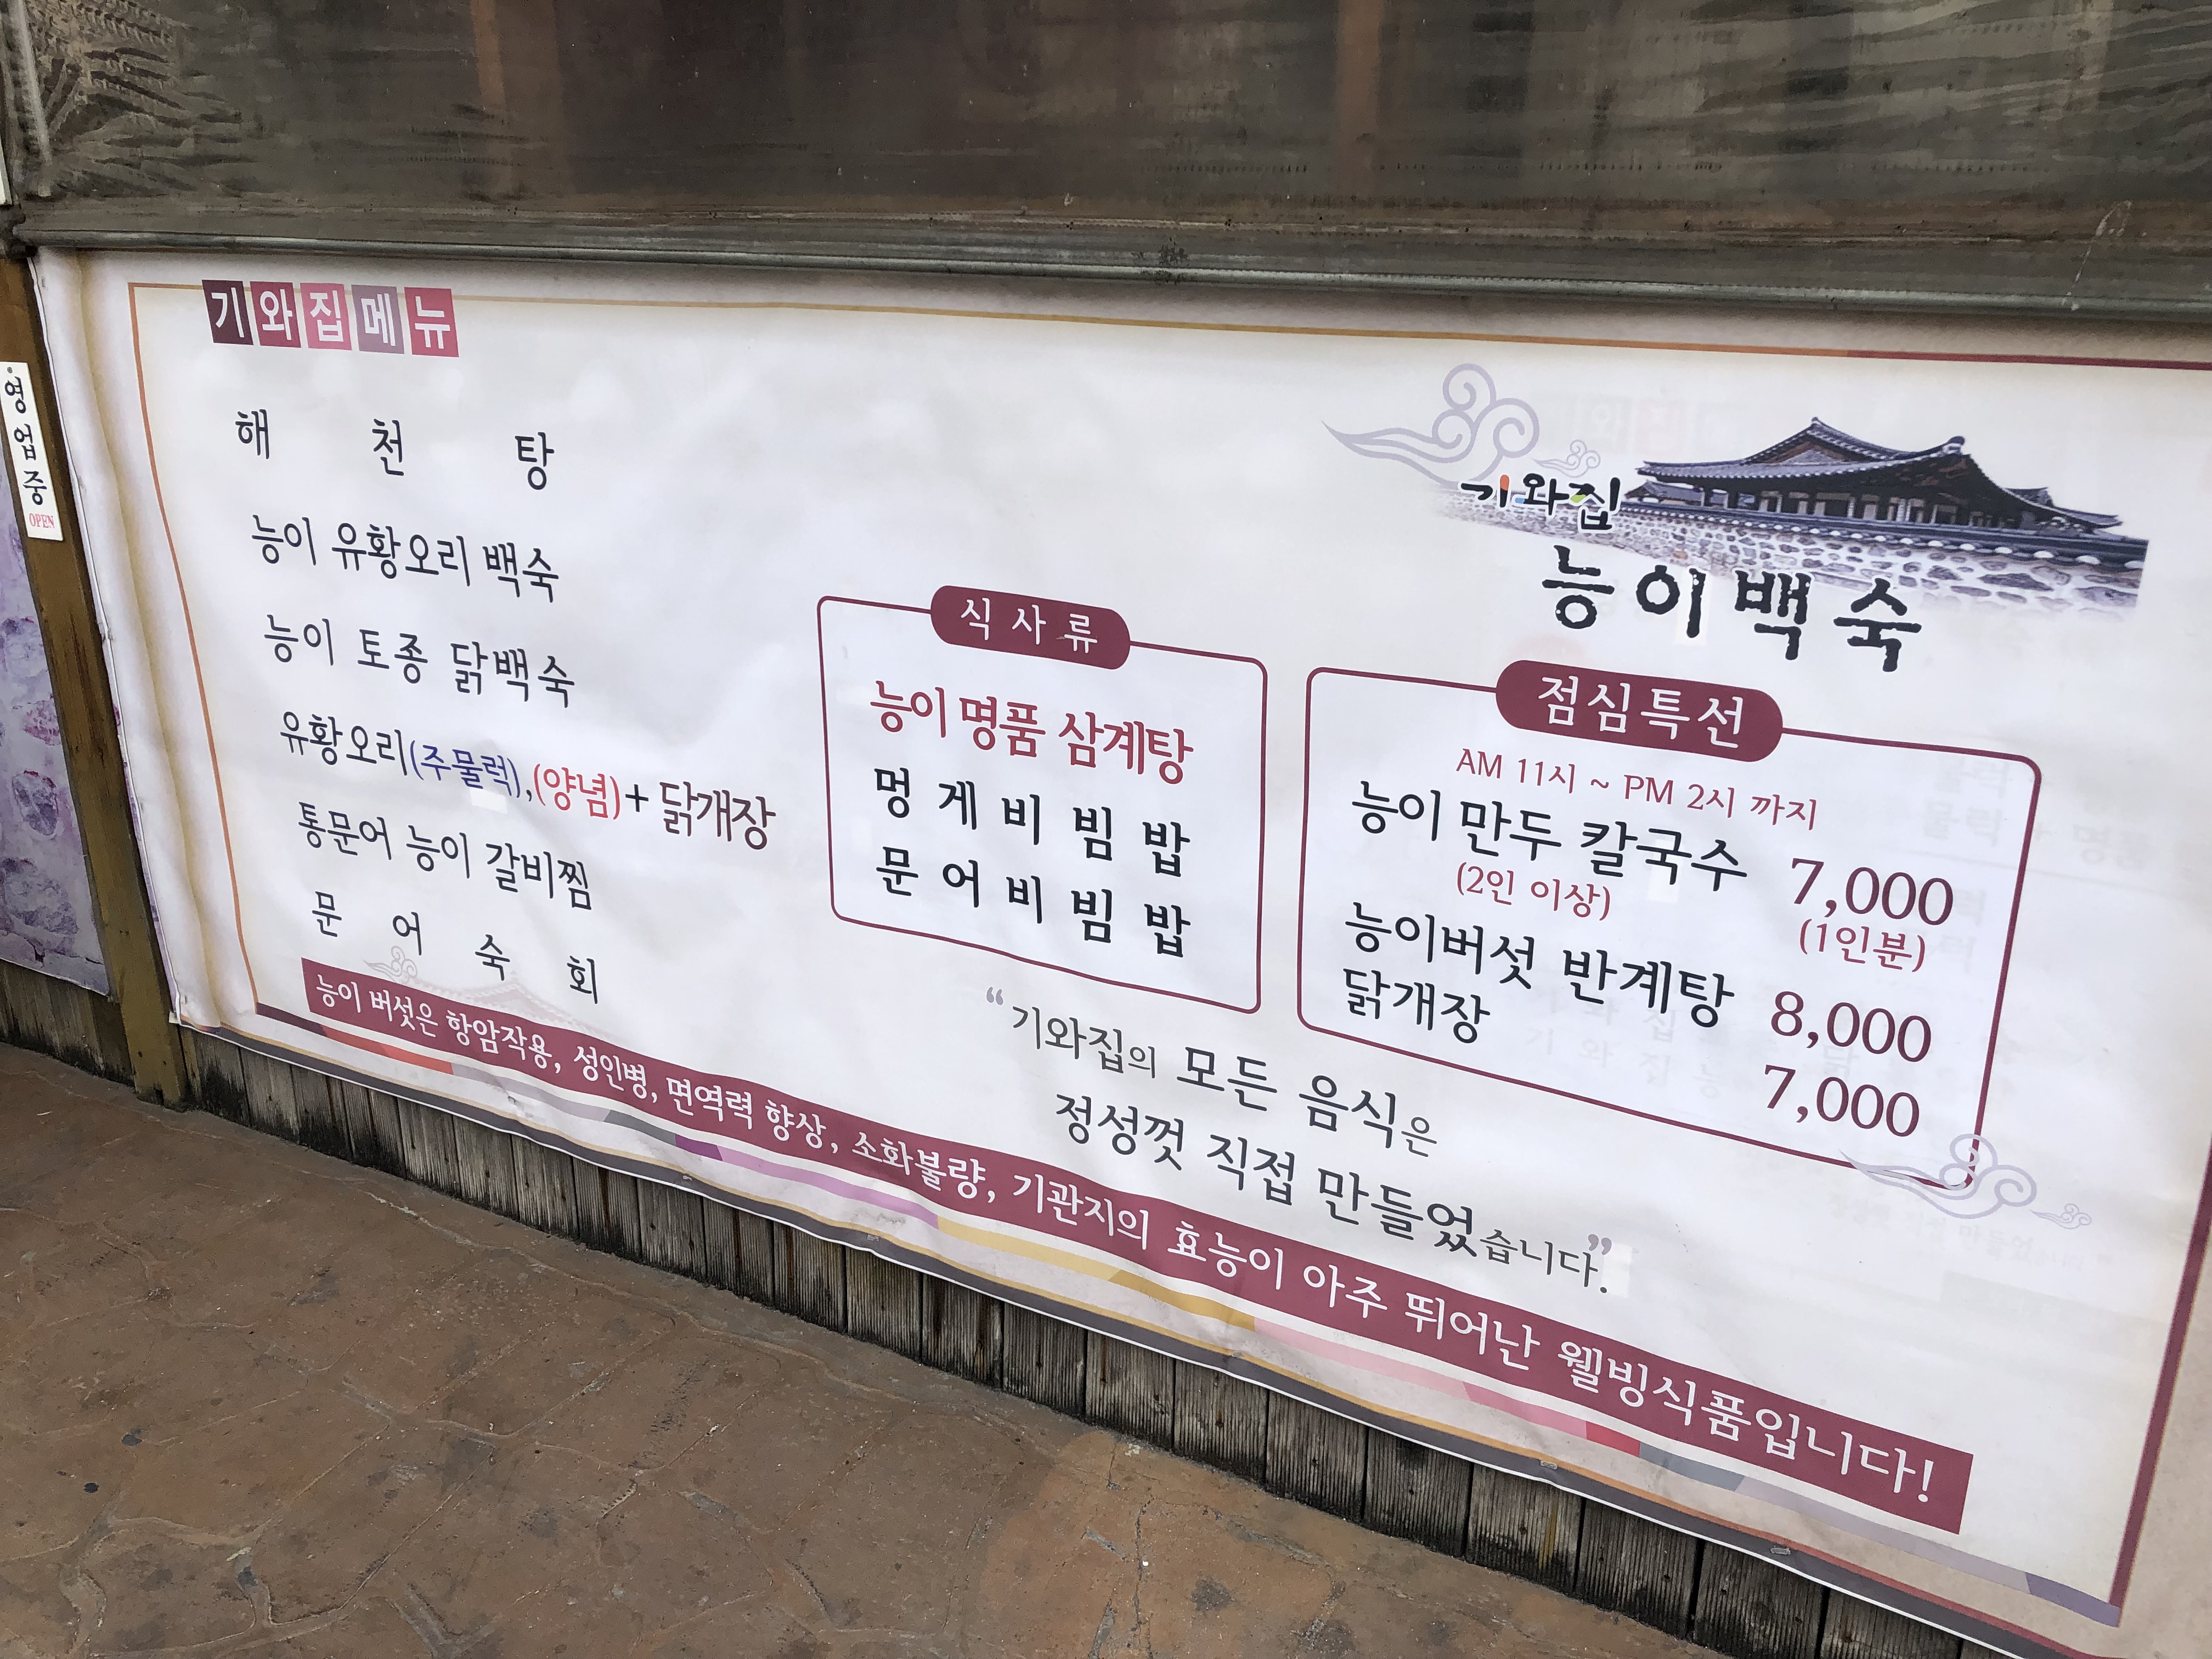 영업중
OPEN
기와집메뉴
해 천 탕
능이 유황오리 백숙
능이 토종 닭백숙
유황오리(주물럭),(양념)+ 닭개장
통문어 능이 갈비찜
문 어 숙 회
식사류
능이 명품 삼계탕
멍 게 비 빔 밥
문 어 비 빔 밥
기와집
능이백숙
점심특선
AM 11시 ~ PM 2시 까지
능이 만두 칼국수 7,000
(2인 이상) (1인분)
능이버섯 반계탕 8,000
닭개장 7,000
“기와집의 모든 음식은
정성껏 직접 만들었습니다.”
능이 버섯은 항암작용, 성인병, 면역력 향상, 소화불량, 기관지의 효능이 아주 뛰어난 웰빙식품입니다!